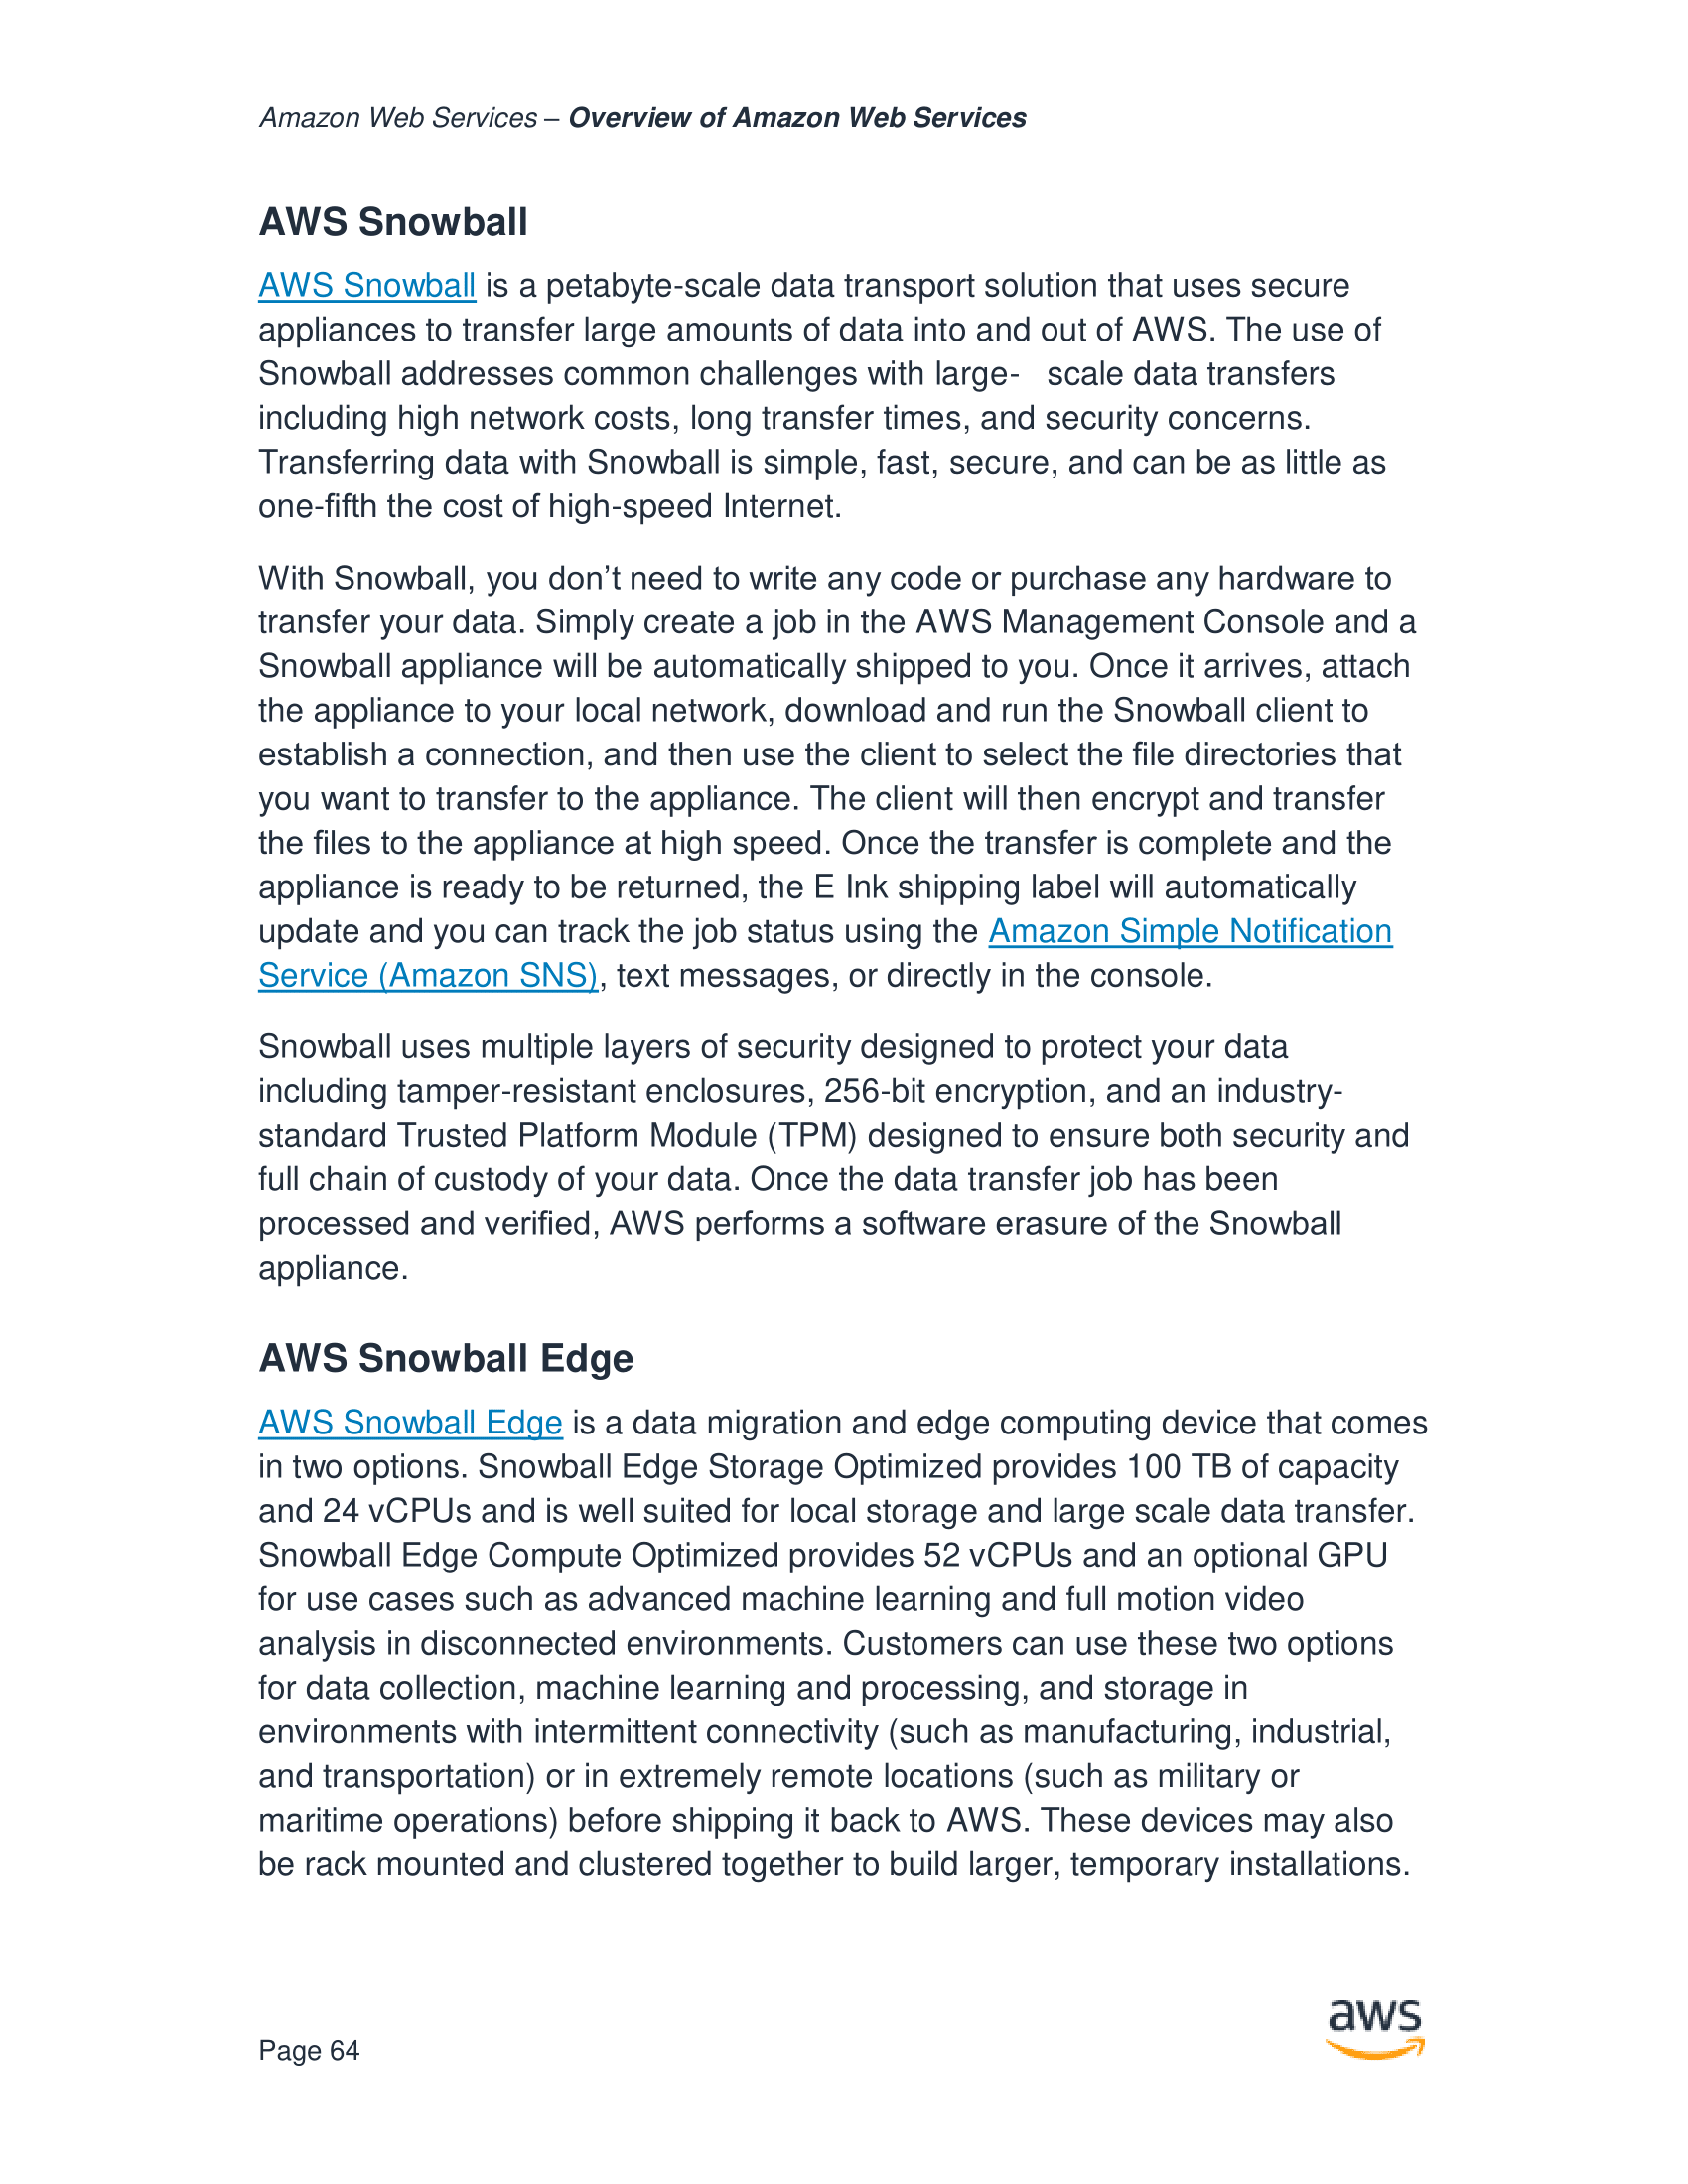 Amazon Web Services – Overview of Amazon Web Services
AWS Snowball
AWS Snowball is a petabyte-scale data transport solution that uses secure
appliances to transfer large amounts of data into and out of AWS. The use of
Snowball addresses common challenges with large- scale data transfers
including high network costs, long transfer times, and security concerns.
Transferring data with Snowball is simple, fast, secure, and can be as little as
one-fifth the cost of high-speed Internet.
With Snowball, you don’t need to write any code or purchase any hardware to
transfer your data. Simply create a job in the AWS Management Console and a
Snowball appliance will be automatically shipped to you. Once it arrives, attach
the appliance to your local network, download and run the Snowball client to
establish a connection, and then use the client to select the file directories that
you want to transfer to the appliance. The client will then encrypt and transfer
the files to the appliance at high speed. Once the transfer is complete and the
appliance is ready to be returned, the E Ink shipping label will automatically
update and you can track the job status using the Amazon Simple Notification
Service (Amazon SNS), text messages, or directly in the console.
Snowball uses multiple layers of security designed to protect your data
including tamper-resistant enclosures, 256-bit encryption, and an industry-
standard Trusted Platform Module (TPM) designed to ensure both security and
full chain of custody of your data. Once the data transfer job has been
processed and verified, AWS performs a software erasure of the Snowball
appliance.
AWS Snowball Edge
AWS Snowball Edge is a data migration and edge computing device that comes
in two options. Snowball Edge Storage Optimized provides 100 TB of capacity
and 24 vCPUs and is well suited for local storage and large scale data transfer.
Snowball Edge Compute Optimized provides 52 vCPUs and an optional GPU
for use cases such as advanced machine learning and full motion video
analysis in disconnected environments. Customers can use these two options
for data collection, machine learning and processing, and storage in
environments with intermittent connectivity (such as manufacturing, industrial,
and transportation) or in extremely remote locations (such as military or
maritime operations) before shipping it back to AWS. These devices may also
be rack mounted and clustered together to build larger, temporary installations.
aws
Page 64